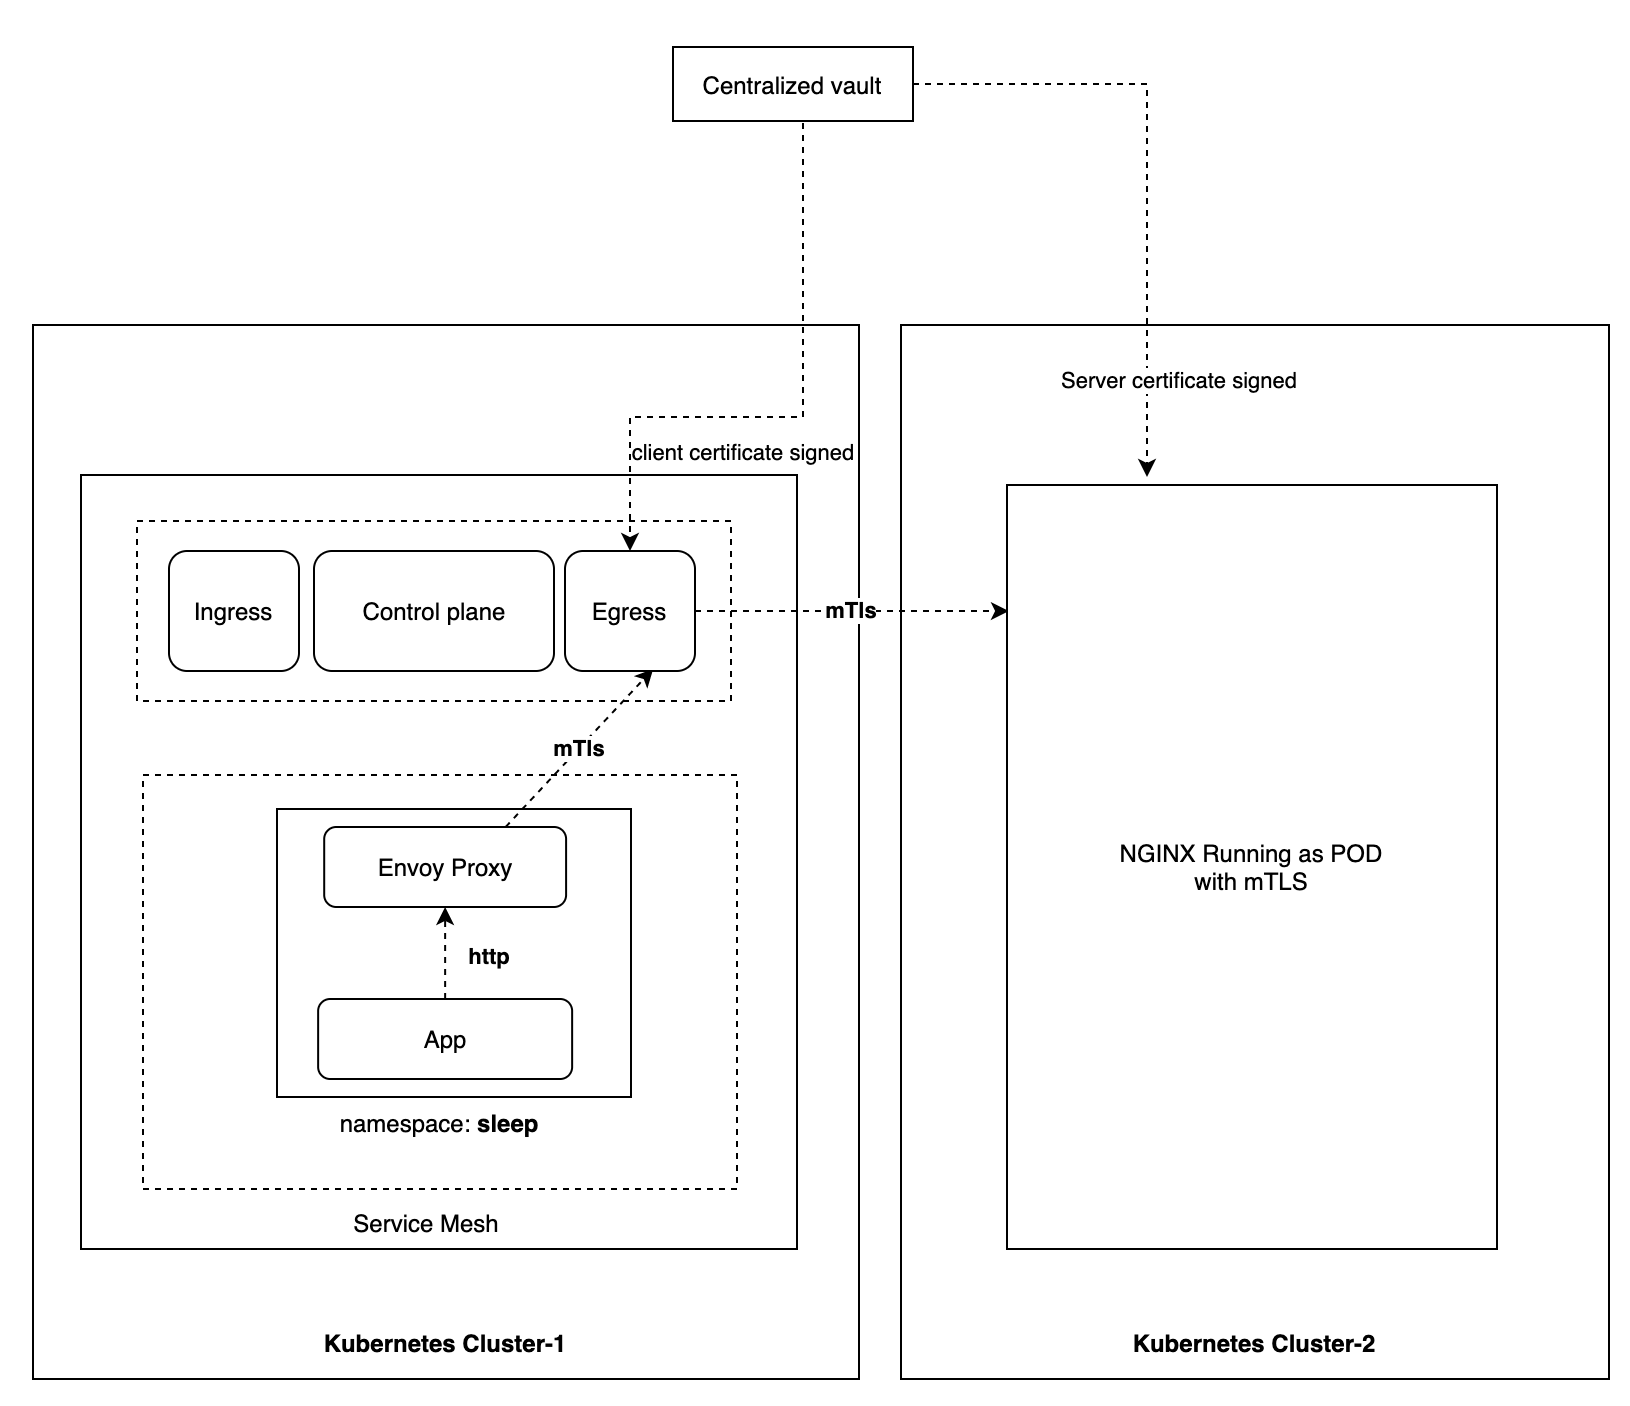 Centralized vault
Server certificate signed
client certificate signed
Ingress
Control plane
Egress
mTls
mTls
Envoy Proxy
http
App
namespace: sleep
Service Mesh
Kubernetes Cluster-1
NGINX Running as POD
with mTLS
Kubernetes Cluster-2